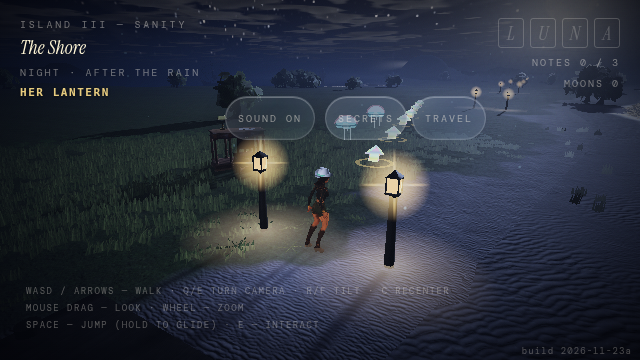 ISLAND III — SANITY
The Shore
NIGHT · AFTER THE RAIN
HER LANTERN
LUNA
NOTES 0 / 3
MOONS 0
SOUND ON
SECRETS
TRAVEL
WASD / ARROWS — WALK · Q/E TURN CAMERA · R/F TILT · C RECENTER
MOUSE DRAG — LOOK · WHEEL — ZOOM
SPACE — JUMP (HOLD TO GLIDE) · E — INTERACT
build 2026-11-23a